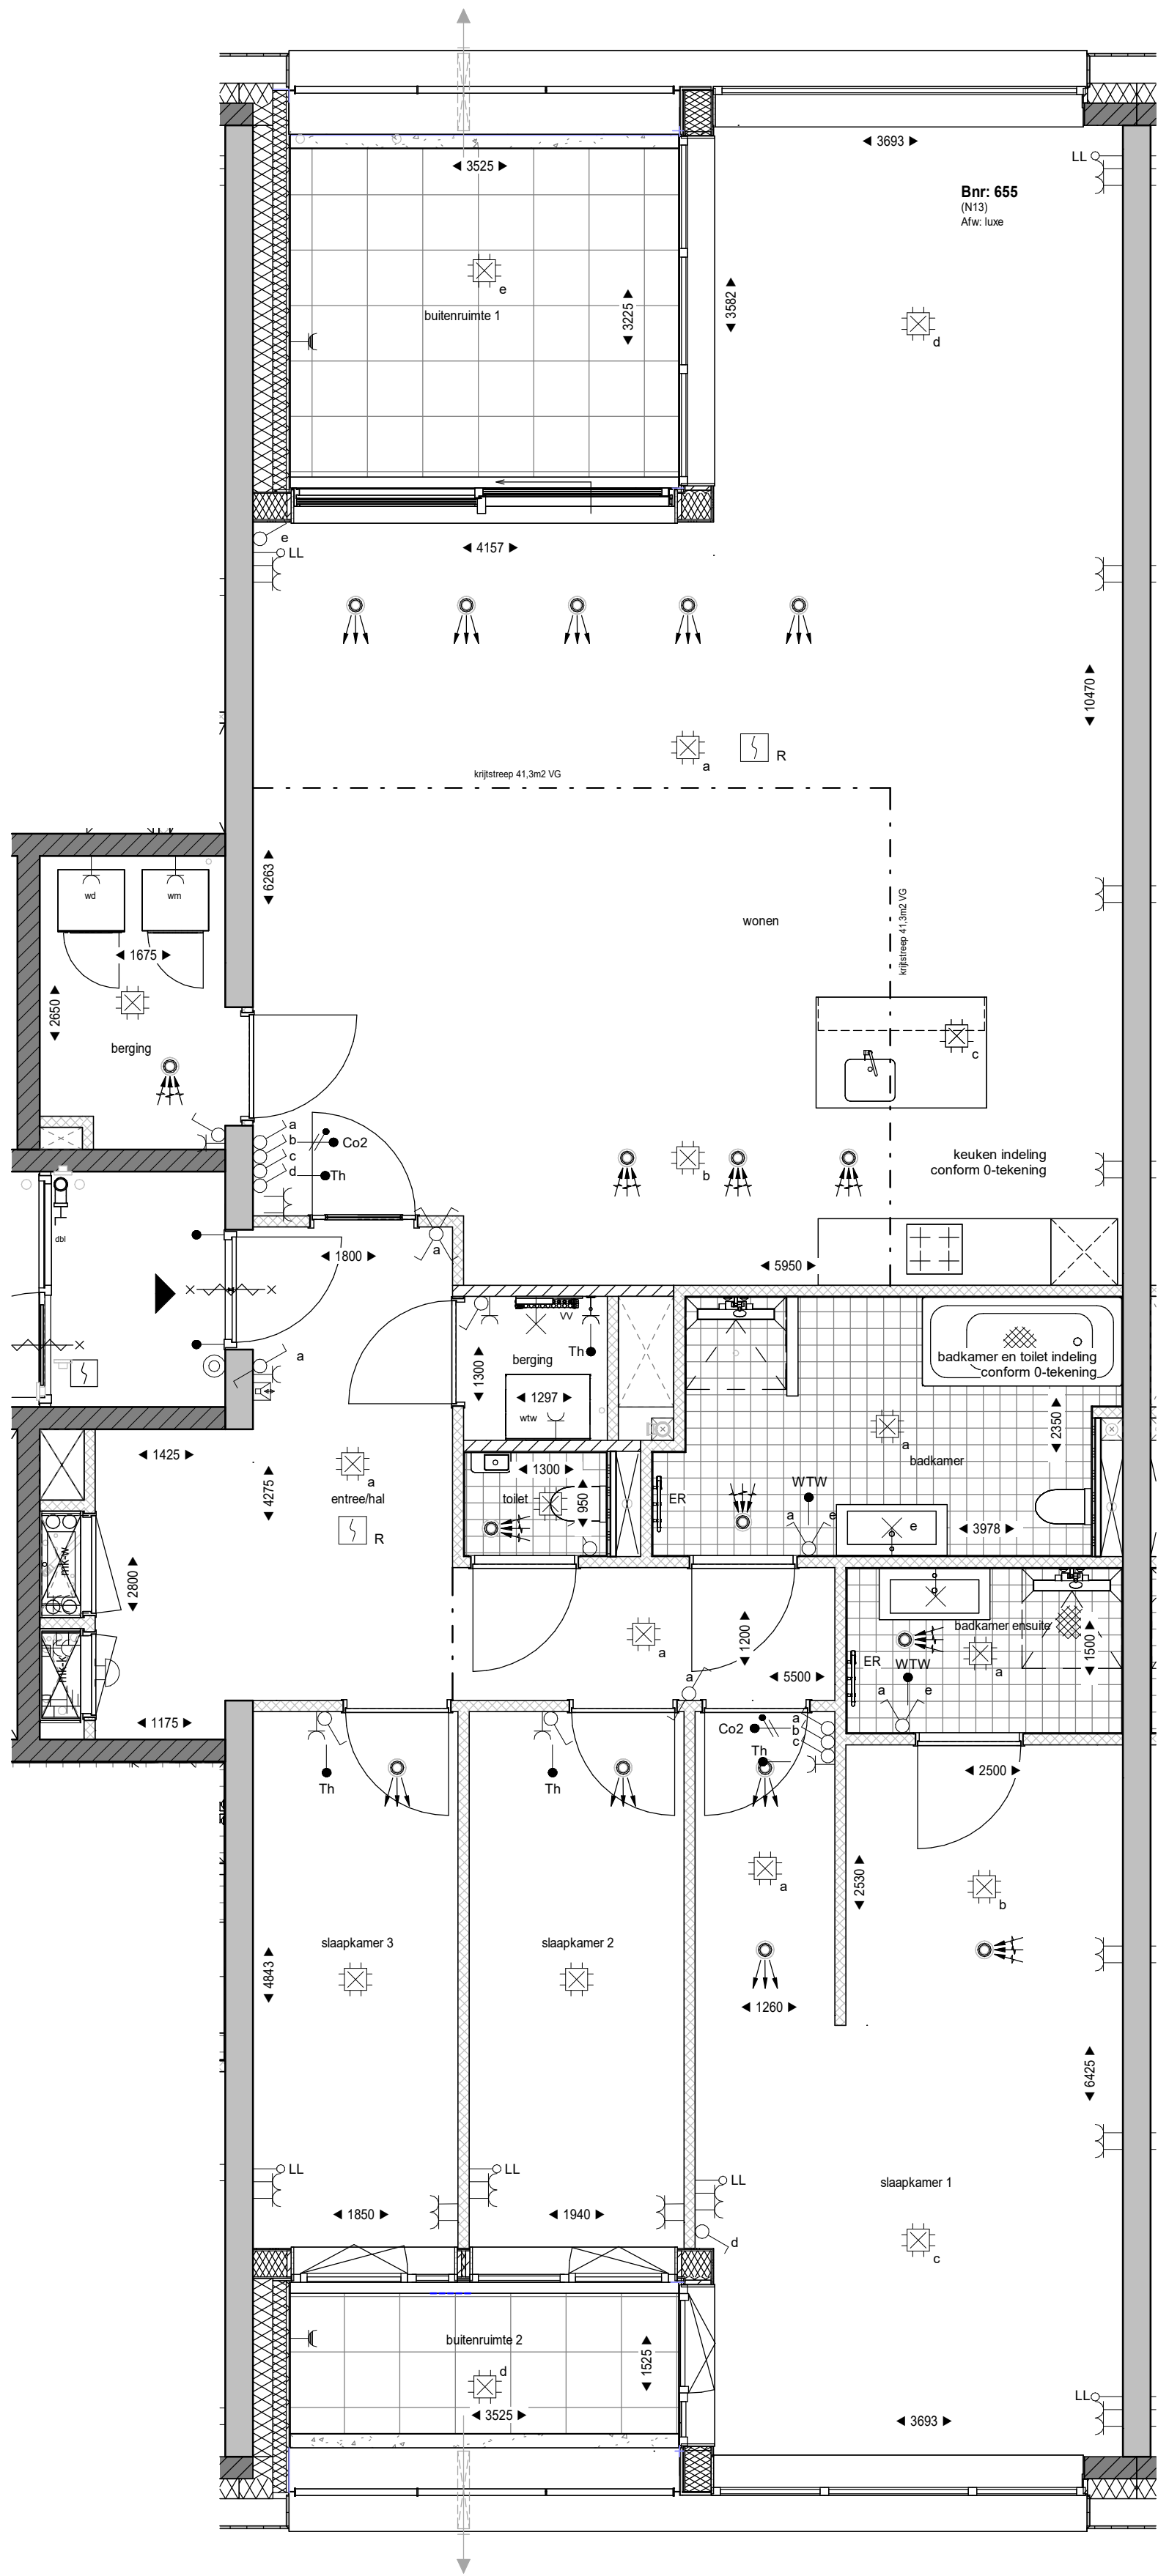 3525
3693
LL
Bnr: 655
(N13)
Afw: luxe
e
buitenruimte 1
3225
3582
d
e
LL
4157
10470
a
R
krijtstreep 41,3m2 VG
6263
wd
wm
1675
2650
berging
wonen
krijtstreep 41,3m2 VG
c
a
b
c
d
Co2
Th
b
keuken indeling
conform 0-tekening
dbl
1800
a
5950
a
1300
berging
VV
Th
1297
wtw
badkamer en toilet indeling
conform 0-tekening
2350
a
badkamer
1425
4275
a
entree/hal
R
1300
toilet
950
ER
WTW
a
e
e
3978
mk-w
2800
mk-k
1175
a
1200
5500
a
badkamer ensuite
1500
a
ER
WTW
a
e
Th
Th
Co2
Th
a
b
c
2500
a
2530
b
slaapkamer 3
slaapkamer 2
4843
1260
6425
LL
LL
LL
slaapkamer 1
1850
1940
d
c
buitenruimte 2
1525
d
3525
LL
3693